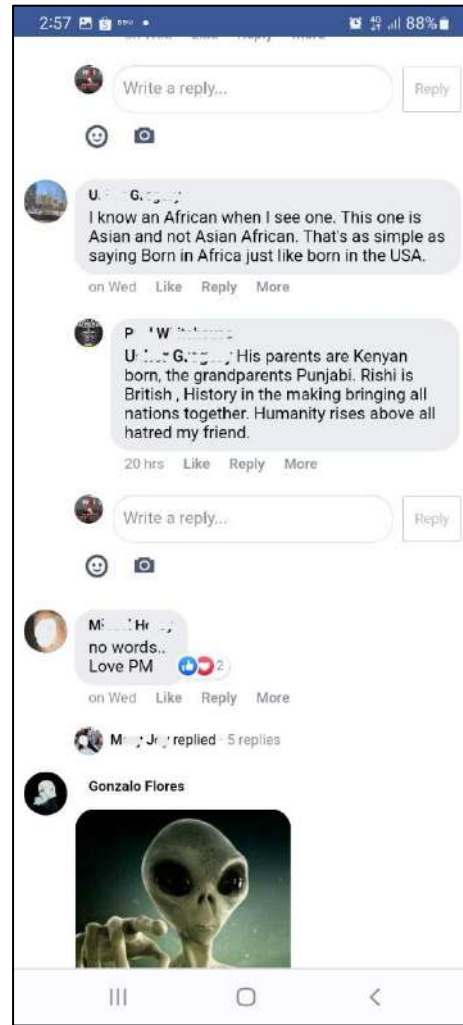 2:57 88%
Write a reply...
Reply
I know an African when I see one. This one is
Asian and not Asian African. That's as simple as
saying Born in Africa just like born in the USA.
on Wed Like Reply More
His parents are Kenyan
born, the grandparents Punjabi. Rishi is
British , History in the making bringing all
nations together. Humanity rises above all
hatred my friend.
20 hrs Like Reply More
Write a reply...
Reply
no words..
Love PM 2
on Wed Like Reply More
replied · 5 replies
Gonzalo Flores